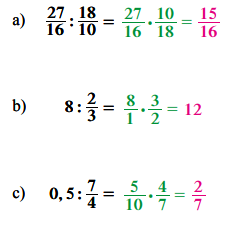 a) 27/16 : 18/10 = 27/16 · 10/18 = 15/16
b) 8 : 2/3 = 8/1 · 3/2 = 12
c) 0,5 : 7/4 = 5/10 · 4/7 = 2/7